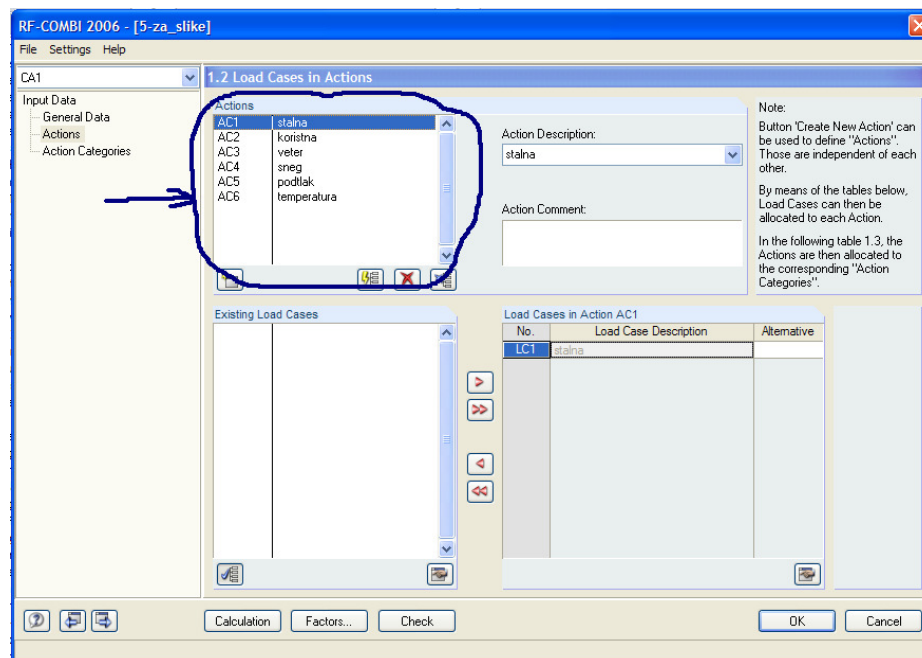 RF-COMBI 2006 - [5-za_slike]
File Settings Help
CA1
Input Data
General Data
Actions
Action Categories
1.2 Load Cases in Actions
Actions
AC1 stalna
AC2 koristna
AC3 veter
AC4 sneg
AC5 podtlak
AC6 temperatura
Action Description:
stalna
Action Comment:
Note:
Button 'Create New Action' can
be used to define "Actions".
Those are independent of each
other.
By means of the tables below,
Load Cases can then be
allocated to each Action.
In the following table 1.3, the
Actions are then allocated to
the corresponding "Action
Categories".
Existing Load Cases
Load Cases in Action AC1
No. Load Case Description Alternative
LC1 stalna
Calculation Factors... Check OK Cancel